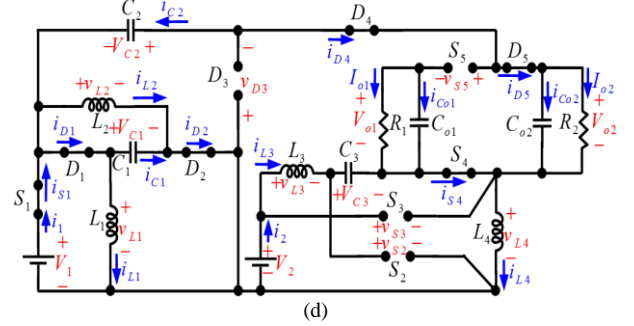 C2 iC2
−VC2+
−
D4
iD4
S5 D5
−vS5+
iD5
D3 vD3
+
Io1 iCo1 iCo2 Io2
+vL2− iL2
L2
+VC1−
iD1 iD2
D1 C1 iC1 D2
+ Vo1 − R1 Co1
Co2 R2 + Vo2 −
iL3 L3 C3
+vL3− +VC3−
S4
iS4
S1 iS1
i1
L1 + vL1 −
iL1
+ V1 −
i2
+ V2 −
S3
+vS3−
+vS2−
S2
L4 + vL4 −
iL4
(d)